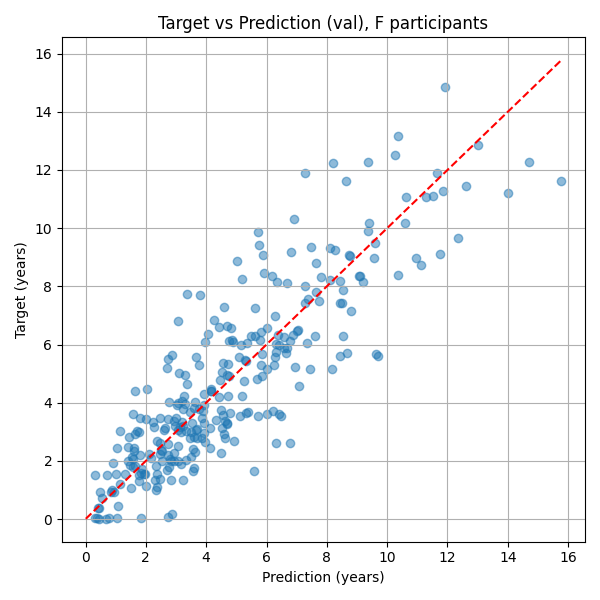 Target vs Prediction (val), F participants
16
14
12
10
8
6
4
2
0
Target (years)
0 2 4 6 8 10 12 14 16
Prediction (years)